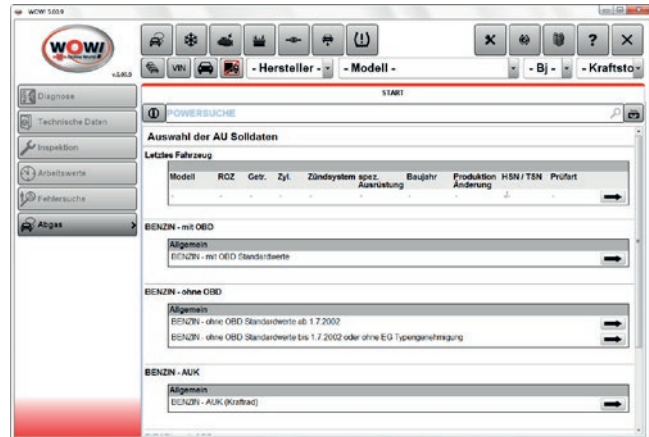 WOW! 5.00.9
WOW!
v.5.00.9
VIN
- Hersteller -
- Modell -
- Bj -
- Kraftsto
START
Diagnose
Technische Daten
Inspektion
Arbeitswerte
Fehlersuche
Abgas
POWERSUCHE
Auswahl der AU Solldaten
Letztes Fahrzeug
Modell ROZ Getr. Zyl. Zündsystem spez. Ausrüstung Baujahr Produktion Änderung HSN / TSN Prüfart
- - - - - - - - -/- -
BENZIN - mit OBD
Allgemein
BENZIN - mit OBD Standardwerte
BENZIN - ohne OBD
Allgemein
BENZIN - ohne OBD Standardwerte ab 1.7.2002
BENZIN - ohne OBD Standardwerte bis 1.7.2002 oder ohne EG Typengenehmigung
BENZIN - AUK
Allgemein
BENZIN - AUK (Kraftrad)